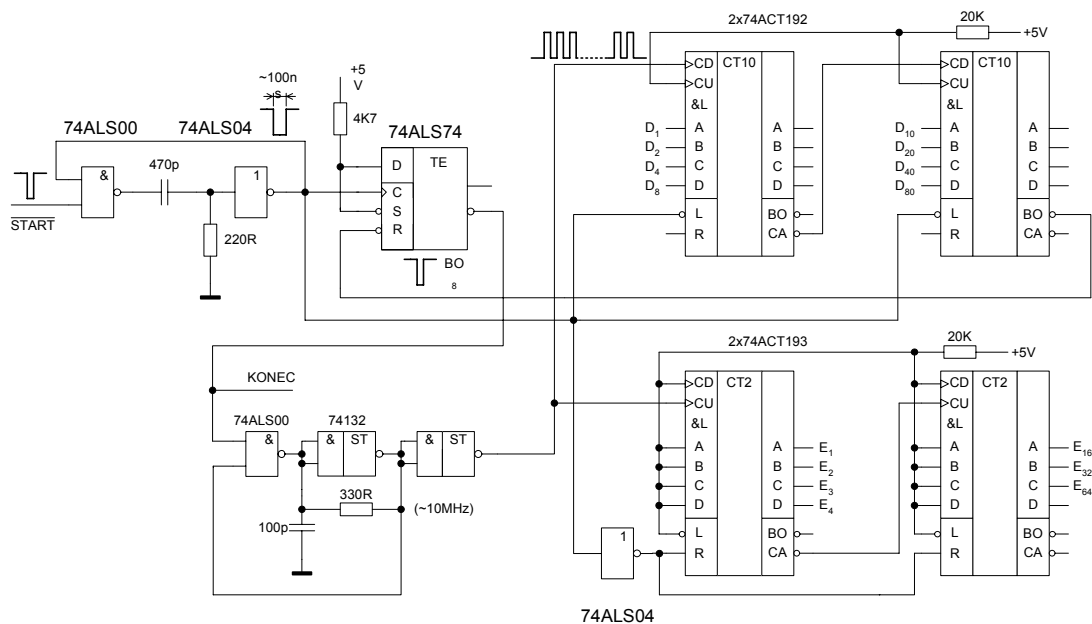 2x74ACT192
20K
+5V
~100n
s
+5
V
74ALS00
74ALS04
4K7
74ALS74
470p
&
1
D
TE
C
S
R
START
220R
BO
8
CD
CT10
CU
&L
D1
A
A
D2
B
B
D4
C
C
D8
D
D
L
BO
R
CA
CD
CT10
CU
&L
D10
A
A
D20
B
B
D40
C
C
D80
D
D
L
BO
R
CA
KONEC
74ALS00
74132
&
&
ST
&
ST
330R
(~10MHz)
100p
2x74ACT193
20K
+5V
CD
CT2
CU
&L
A
A
E1
B
B
E2
C
C
E3
D
D
E4
L
BO
R
CA
CD
CT2
CU
&L
A
A
E16
B
B
E32
C
C
E64
D
D
L
BO
R
CA
1
74ALS04